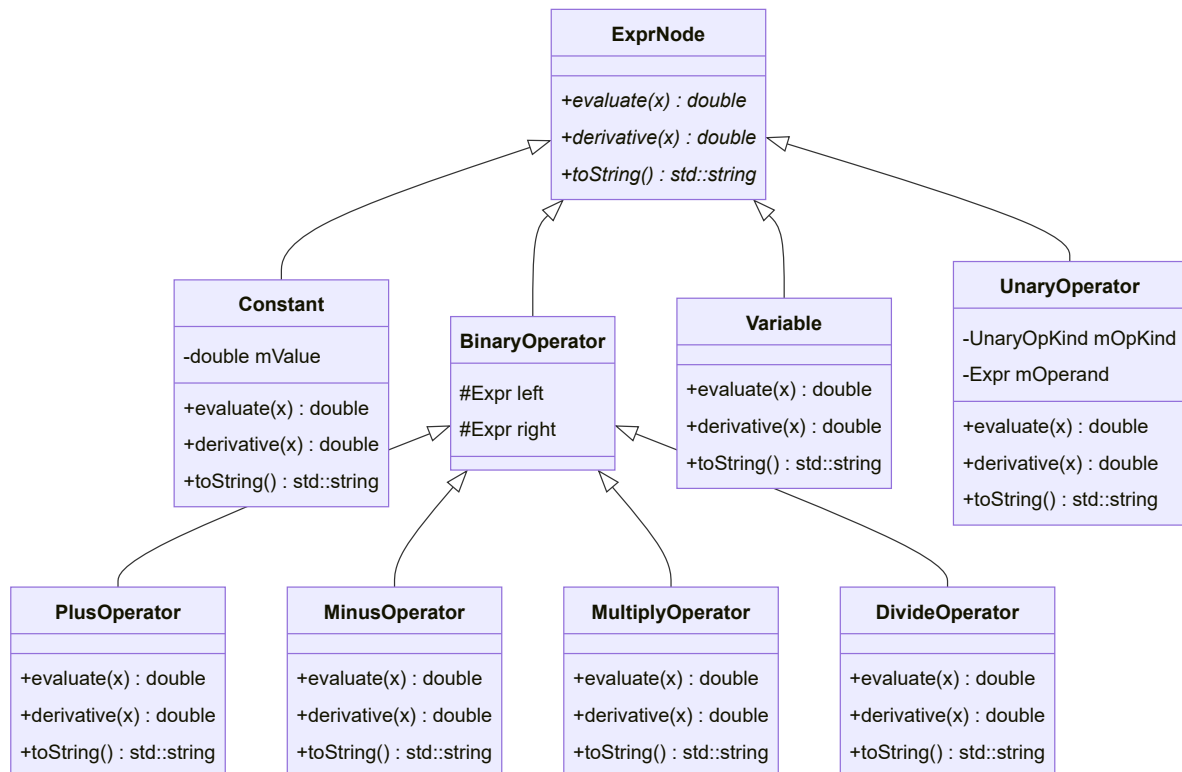 ExprNode
+evaluate(x) : double
+derivative(x) : double
+toString() : std::string
Constant
-double mValue
+evaluate(x) : double
+derivative(x) : double
+toString() : std::string
BinaryOperator
#Expr left
#Expr right
Variable
+evaluate(x) : double
+derivative(x) : double
+toString() : std::string
UnaryOperator
-UnaryOpKind mOpKind
-Expr mOperand
+evaluate(x) : double
+derivative(x) : double
+toString() : std::string
PlusOperator
+evaluate(x) : double
+derivative(x) : double
+toString() : std::string
MinusOperator
+evaluate(x) : double
+derivative(x) : double
+toString() : std::string
MultiplyOperator
+evaluate(x) : double
+derivative(x) : double
+toString() : std::string
DivideOperator
+evaluate(x) : double
+derivative(x) : double
+toString() : std::string